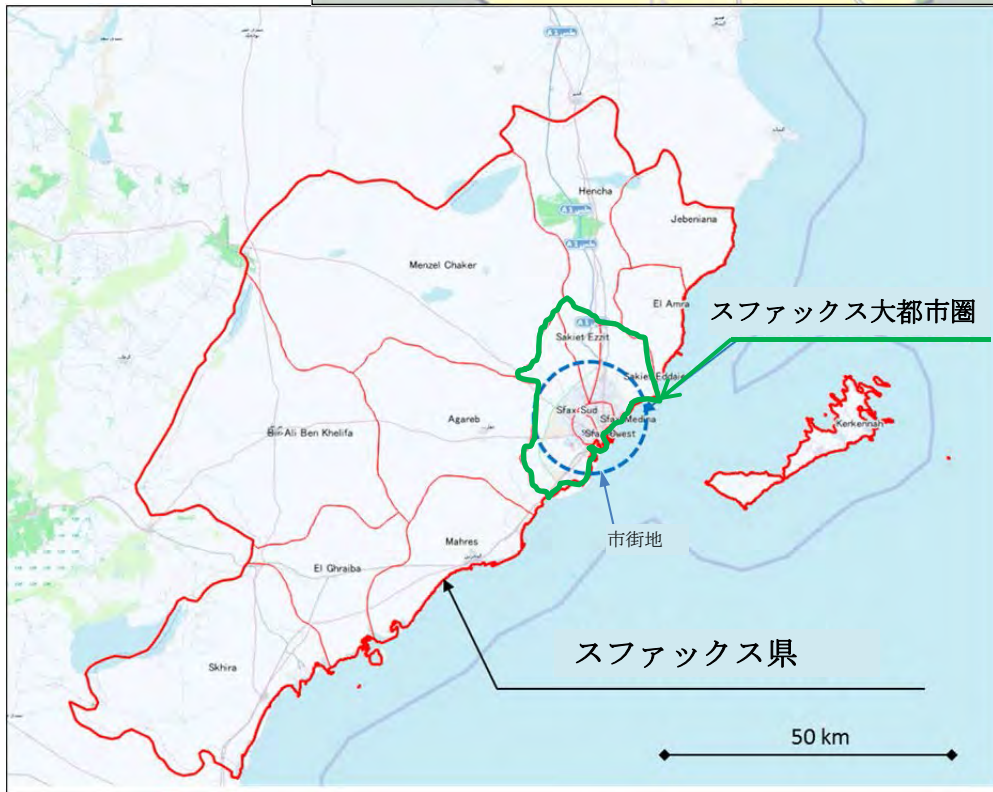 Hencha
Jebeniana
Menzel Chaker
El Amra
スファックス大都市圏
Sakiet Ezzit
Sakiet Eddaier
Sfax Sud
Sfax Medina
Agareb
Bir Ali Ben Khelifa
Sfax Ouest
Kerkennah
市街地
Mahres
El Ghraiba
スファックス県
Skhira
50 km